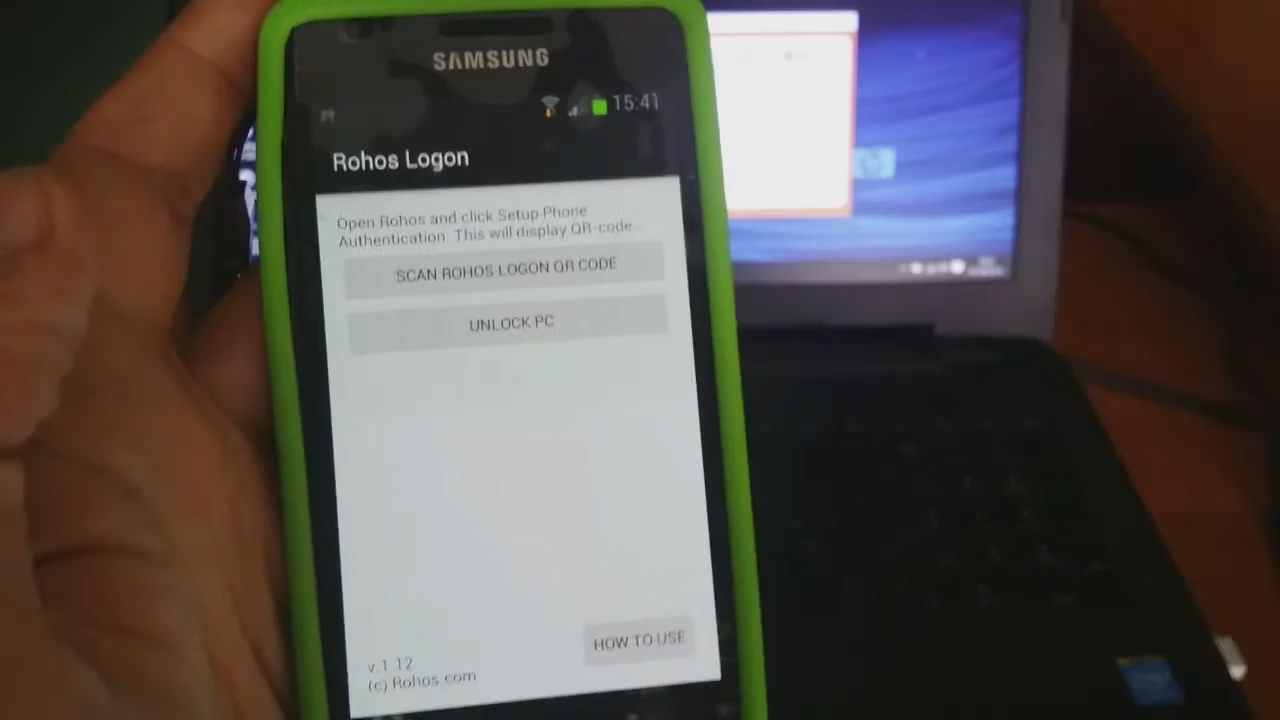 SAMSUNG
15:41
Rohos Logon
Open Rohos and click Setup Phone
Authentication. This will display QR-code
SCAN ROHOS LOGON QR CODE
UNLOCK PC
HOW TO USE
v.1.12
(c) Rohos.com